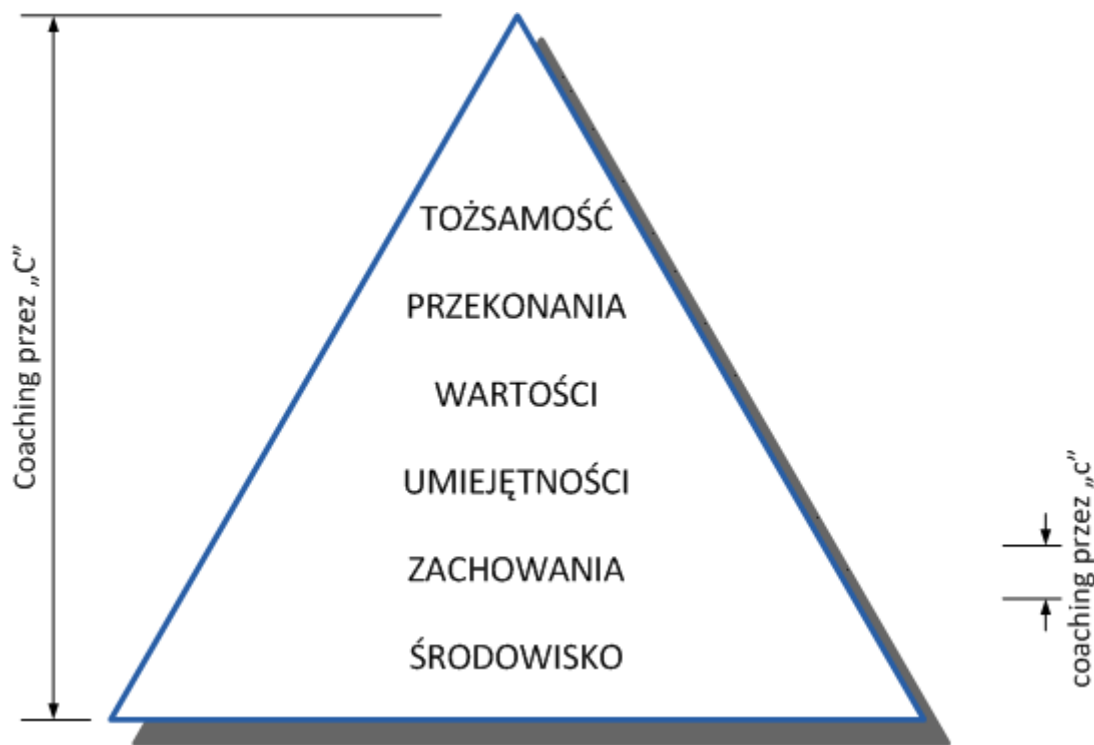 Coaching przez „C”
TOŻSAMOŚĆ
PRZEKONANIA
WARTOŚCI
UMIEJĘTNOŚCI
ZACHOWANIA
ŚRODOWISKO
coaching przez „c”